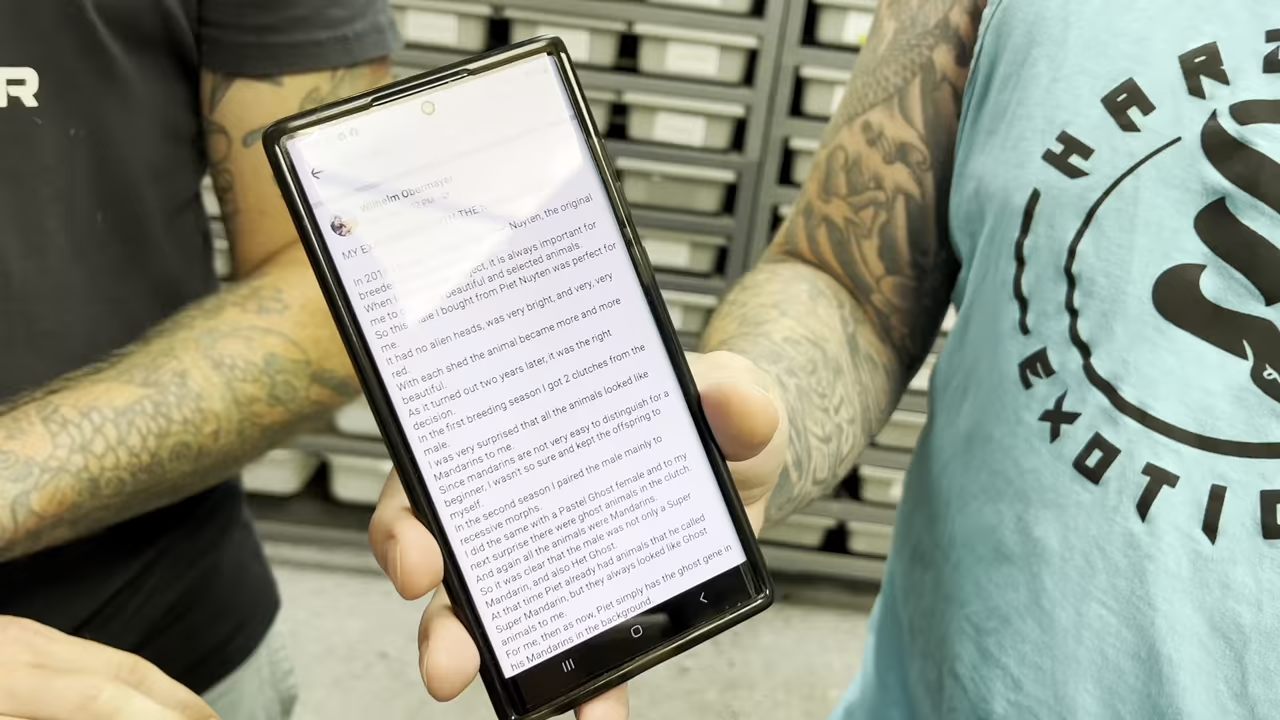 R
HARZ
EXOTIC
Wilhelm Obermayer
PM
MY E THE
Nuyten, the original
In 201
breede ject, it is always important for
When beautiful and selected animals.
me to
So this male I bought from Piet Nuyten was perfect for
me.
It had no alien heads, was very bright, and very, very
red.
With each shed the animal became more and more
beautiful.
As it turned out two years later, it was the right
decision.
In the first breeding season I got 2 clutches from the
male.
I was very surprised that all the animals looked like
Mandarins to me.
Since mandarins are not very easy to distinguish for a
beginner, I wasn't so sure and kept the offspring to
myself.
In the second season I paired the male mainly to
recessive morphs.
I did the same with a Pastel Ghost female and to my
next surprise there were ghost animals in the clutch.
And again all the animals were Mandarins.
So it was clear that the male was not only a Super
Mandarin, and also Het Ghost.
At that time Piet already had animals that he called
Super Mandarin, but they always looked like Ghost
animals to me.
For me, then as now, Piet simply has the ghost gene in
his Mandarins in the background.